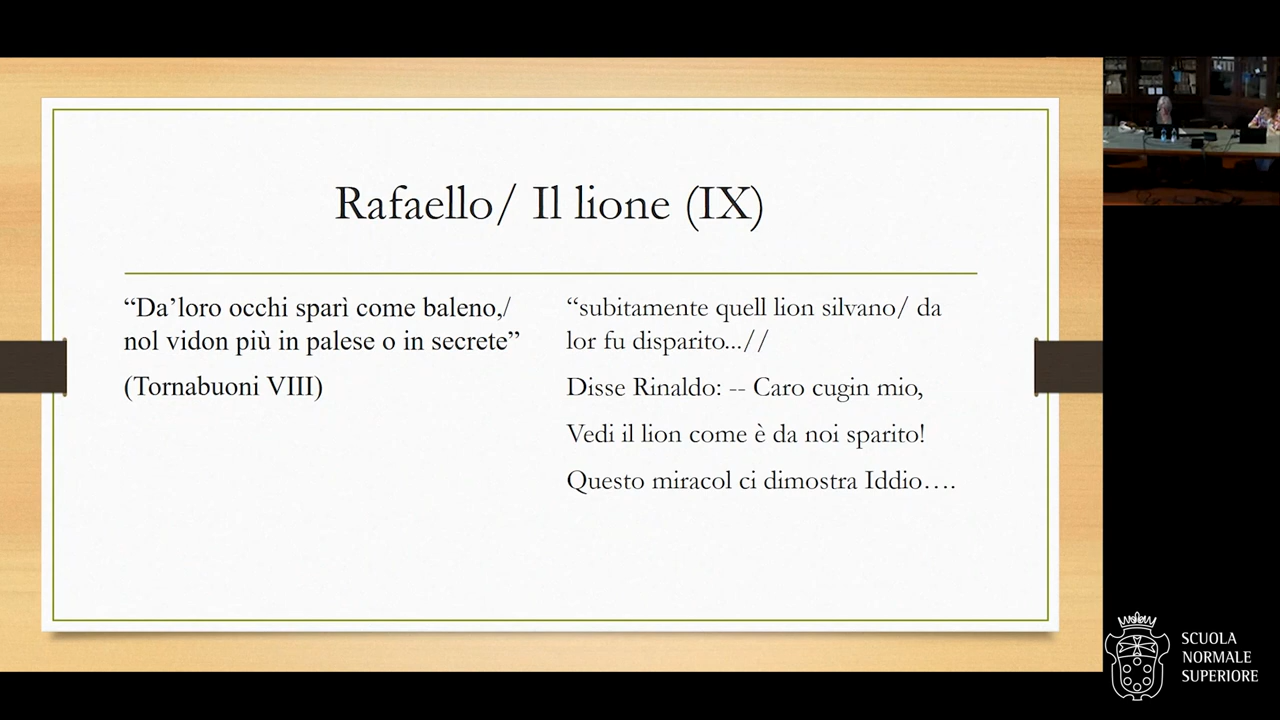 Rafaello/ Il lione (IX)
“Da’loro occhi sparì come baleno,/
nol vidon più in palese o in secrete”
(Tornabuoni VIII)
“subitamente quell lion silvano/ da
lor fu disparito...//
Disse Rinaldo: -- Caro cugin mio,
Vedi il lion come è da noi sparito!
Questo miracol ci dimostra Iddio….
SCUOLA
NORMALE
SUPERIORE